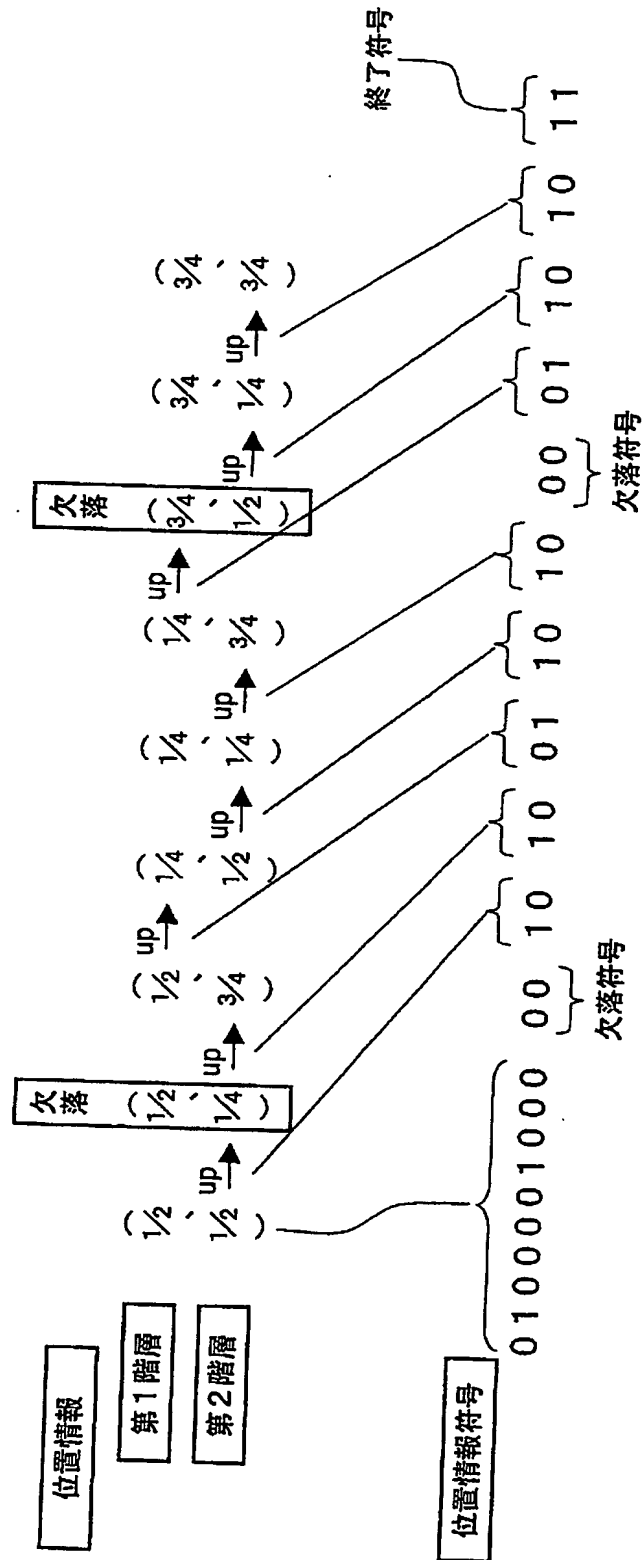 位置情報
第1階層
第2階層
(1/2、1/2)
up
欠落
(1/2、1/4)
up
(1/2、3/4)
up
(1/4、1/2)
up
(1/4、1/4)
up
(1/4、3/4)
up
欠落
(3/4、1/2)
up
(3/4、1/4)
up
(3/4、3/4)
終了符号
位置情報符号
010000001000 00 10 10 01 10 10 00 01 10 10 11
欠落符号
欠落符号